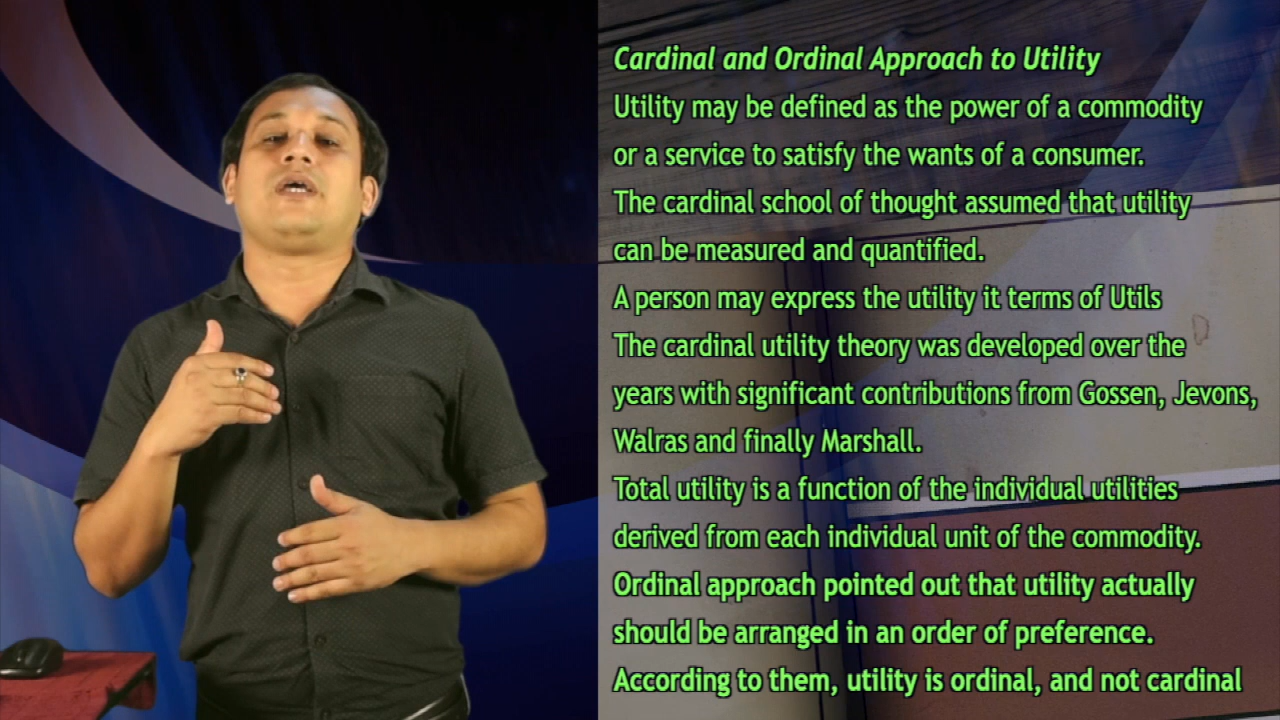 Cardinal and Ordinal Approach to Utility
Utility may be defined as the power of a commodity
or a service to satisfy the wants of a consumer.
The cardinal school of thought assumed that utility
can be measured and quantified.
A person may express the utility it terms of Utils
The cardinal utility theory was developed over the
years with significant contributions from Gossen, Jevons,
Walras and finally Marshall.
Total utility is a function of the individual utilities
derived from each individual unit of the commodity.
Ordinal approach pointed out that utility actually
should be arranged in an order of preference.
According to them, utility is ordinal, and not cardinal